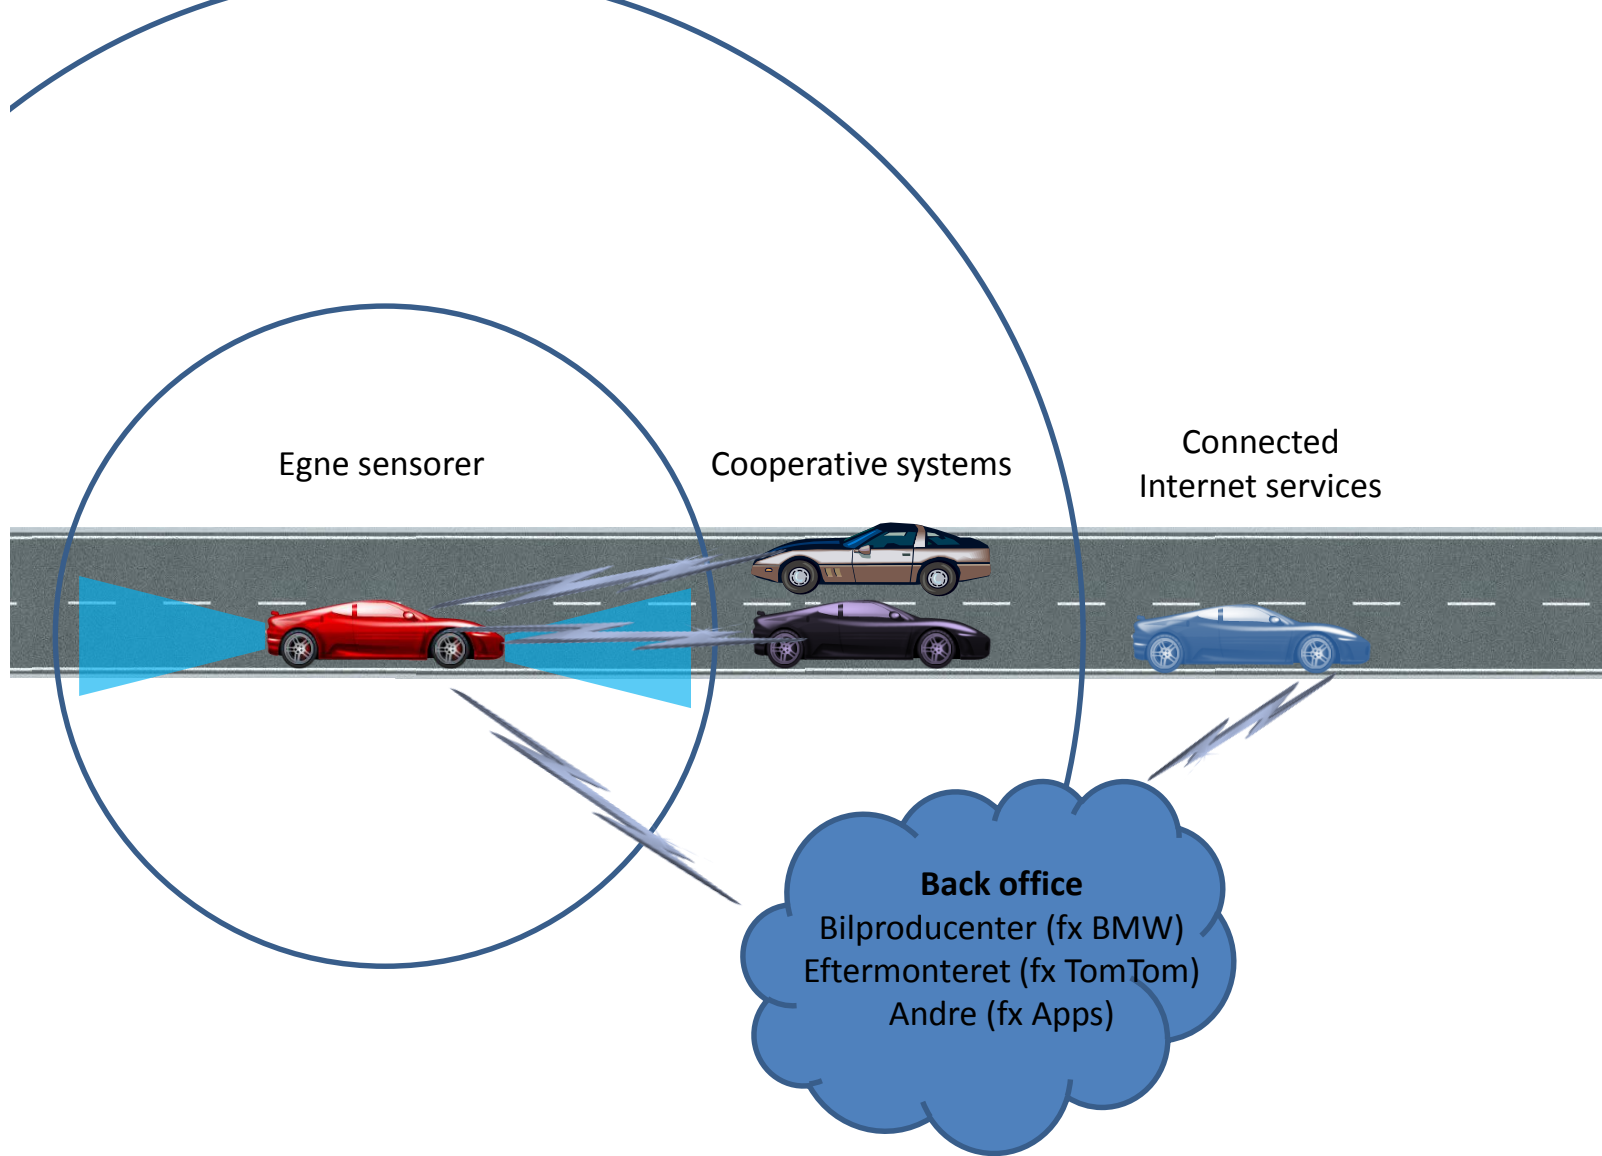 Egne sensorer
Cooperative systems
Connected
Internet services
Back office
Bilproducenter (fx BMW)
Eftermonteret (fx TomTom)
Andre (fx Apps)